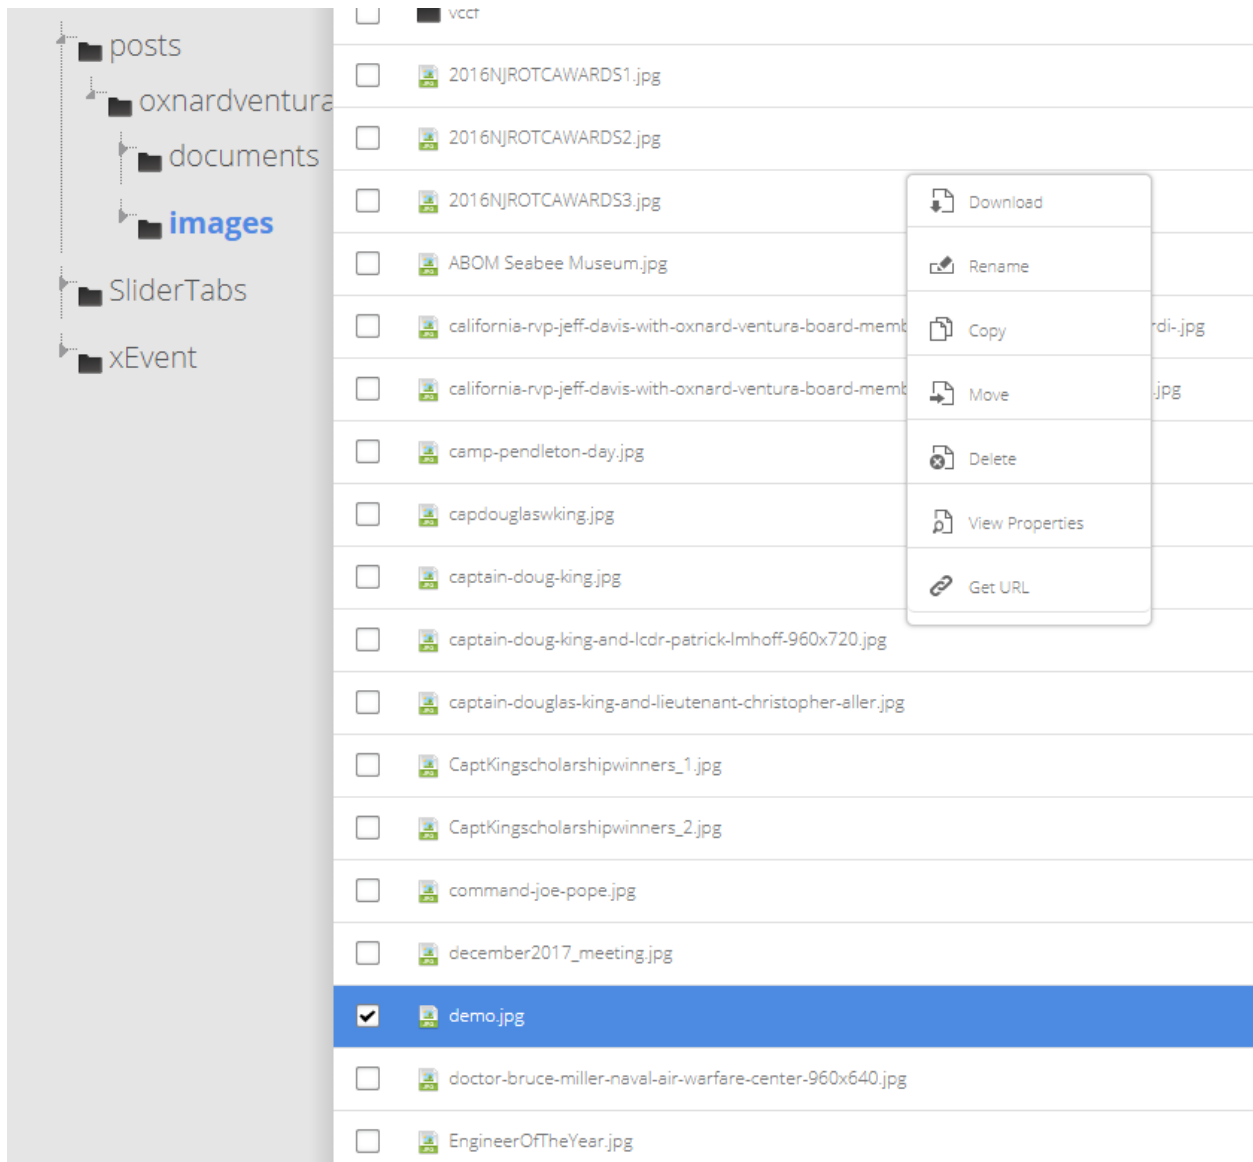 posts
oxnardventura
documents
images
SliderTabs
xEvent
vccf
2016NJROTCAWARDS1.jpg
2016NJROTCAWARDS2.jpg
2016NJROTCAWARDS3.jpg
ABOM Seabee Museum.jpg
california-rvp-jeff-davis-with-oxnard-ventura-board-memb rdi-.jpg
california-rvp-jeff-davis-with-oxnard-ventura-board-memb .jpg
camp-pendleton-day.jpg
capdouglaswking.jpg
captain-doug-king.jpg
captain-doug-king-and-lcdr-patrick-lmhoff-960x720.jpg
captain-douglas-king-and-lieutenant-christopher-aller.jpg
CaptKingscholarshipwinners_1.jpg
CaptKingscholarshipwinners_2.jpg
command-joe-pope.jpg
december2017_meeting.jpg
demo.jpg
doctor-bruce-miller-naval-air-warfare-center-960x640.jpg
EngineerOfTheYear.jpg
Download
Rename
Copy
Move
Delete
View Properties
Get URL